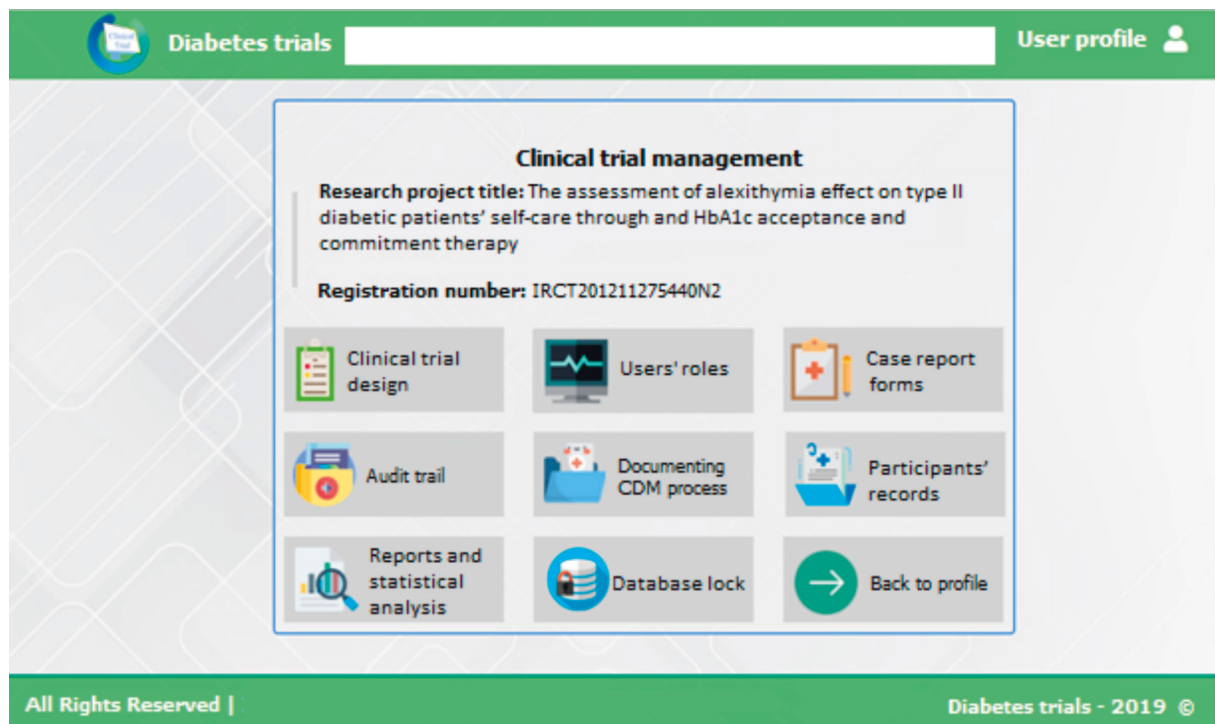 Clinical
Trial
Diabetes trials
User profile
Clinical trial management
Research project title: The assessment of alexithymia effect on type II
diabetic patients’ self-care through and HbA1c acceptance and
commitment therapy
Registration number: IRCT201211275440N2
Clinical trial
design
Users' roles
Case report
forms
Audit trail
Documenting
CDM process
Participants’
records
Reports and
statistical
analysis
Database lock
Back to profile
All Rights Reserved |
Diabetes trials - 2019 ©